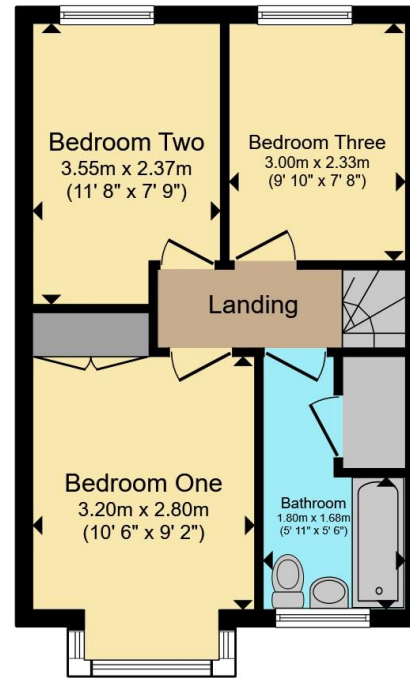 Bedroom Two
3.55m x 2.37m
(11' 8" x 7' 9")
Bedroom Three
3.00m x 2.33m
(9' 10" x 7' 8")
Landing
Bedroom One
3.20m x 2.80m
(10' 6" x 9' 2")
Bathroom
1.80m x 1.68m
(5' 11" x 5' 6")